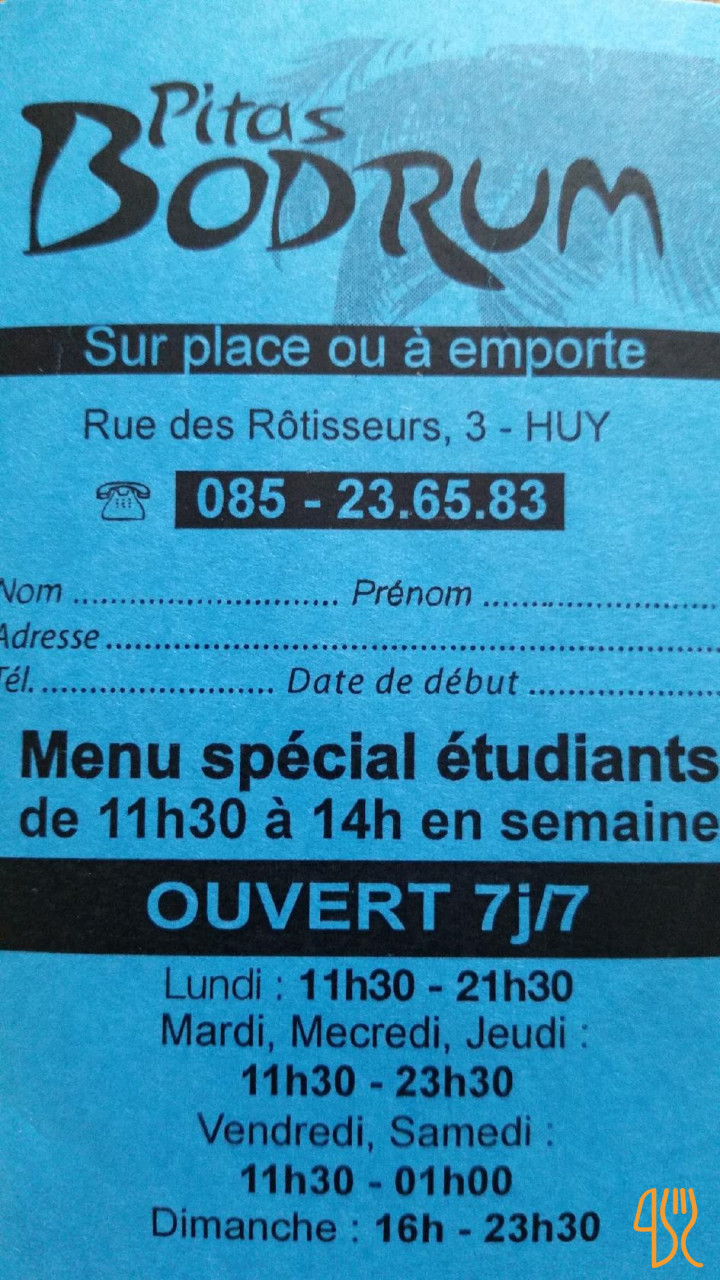 Pitas
BODRUM
Sur place ou à emporte
Rue des Rôtisseurs, 3 - HUY
085 - 23.65.83
Nom .......................... Prénom .......................
Adresse ............................................................
Tél. ........................ Date de début ....................
Menu spécial étudiants
de 11h30 à 14h en semaine
OUVERT 7j/7
Lundi : 11h30 - 21h30
Mardi, Mecredi, Jeudi :
11h30 - 23h30
Vendredi, Samedi :
11h30 - 01h00
Dimanche : 16h - 23h30